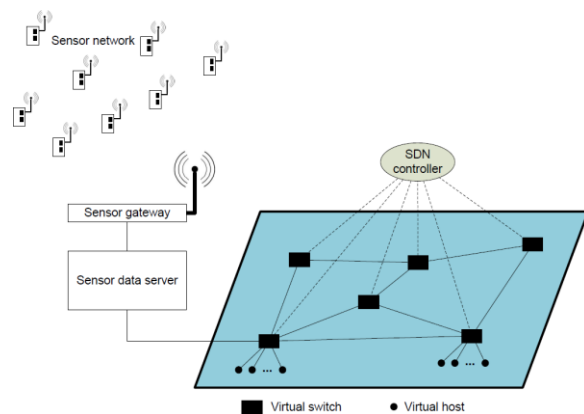 Sensor network
SDN
controller
Sensor gateway
Sensor data server
...
...
Virtual switch
Virtual host